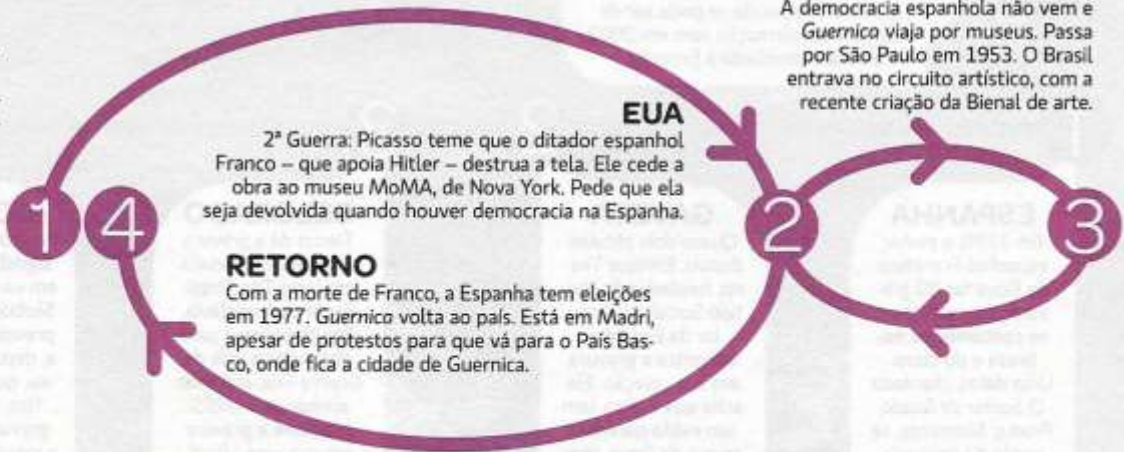 A democracia espanhola não vem e
Guernica viaja por museus. Passa
por São Paulo em 1953. O Brasil
entrava no circuito artístico, com a
recente criação da Bienal de arte.
EUA
2ª Guerra: Picasso teme que o ditador espanhol
Franco – que apoia Hitler – destrua a tela. Ele cede a
obra ao museu MoMA, de Nova York. Pede que ela
seja devolvida quando houver democracia na Espanha.
1
4
2
3
RETORNO
Com a morte de Franco, a Espanha tem eleições
em 1977. Guernica volta ao país. Está em Madri,
apesar de protestos para que vá para o País Bas-
co, onde fica a cidade de Guernica.
ESPANHA